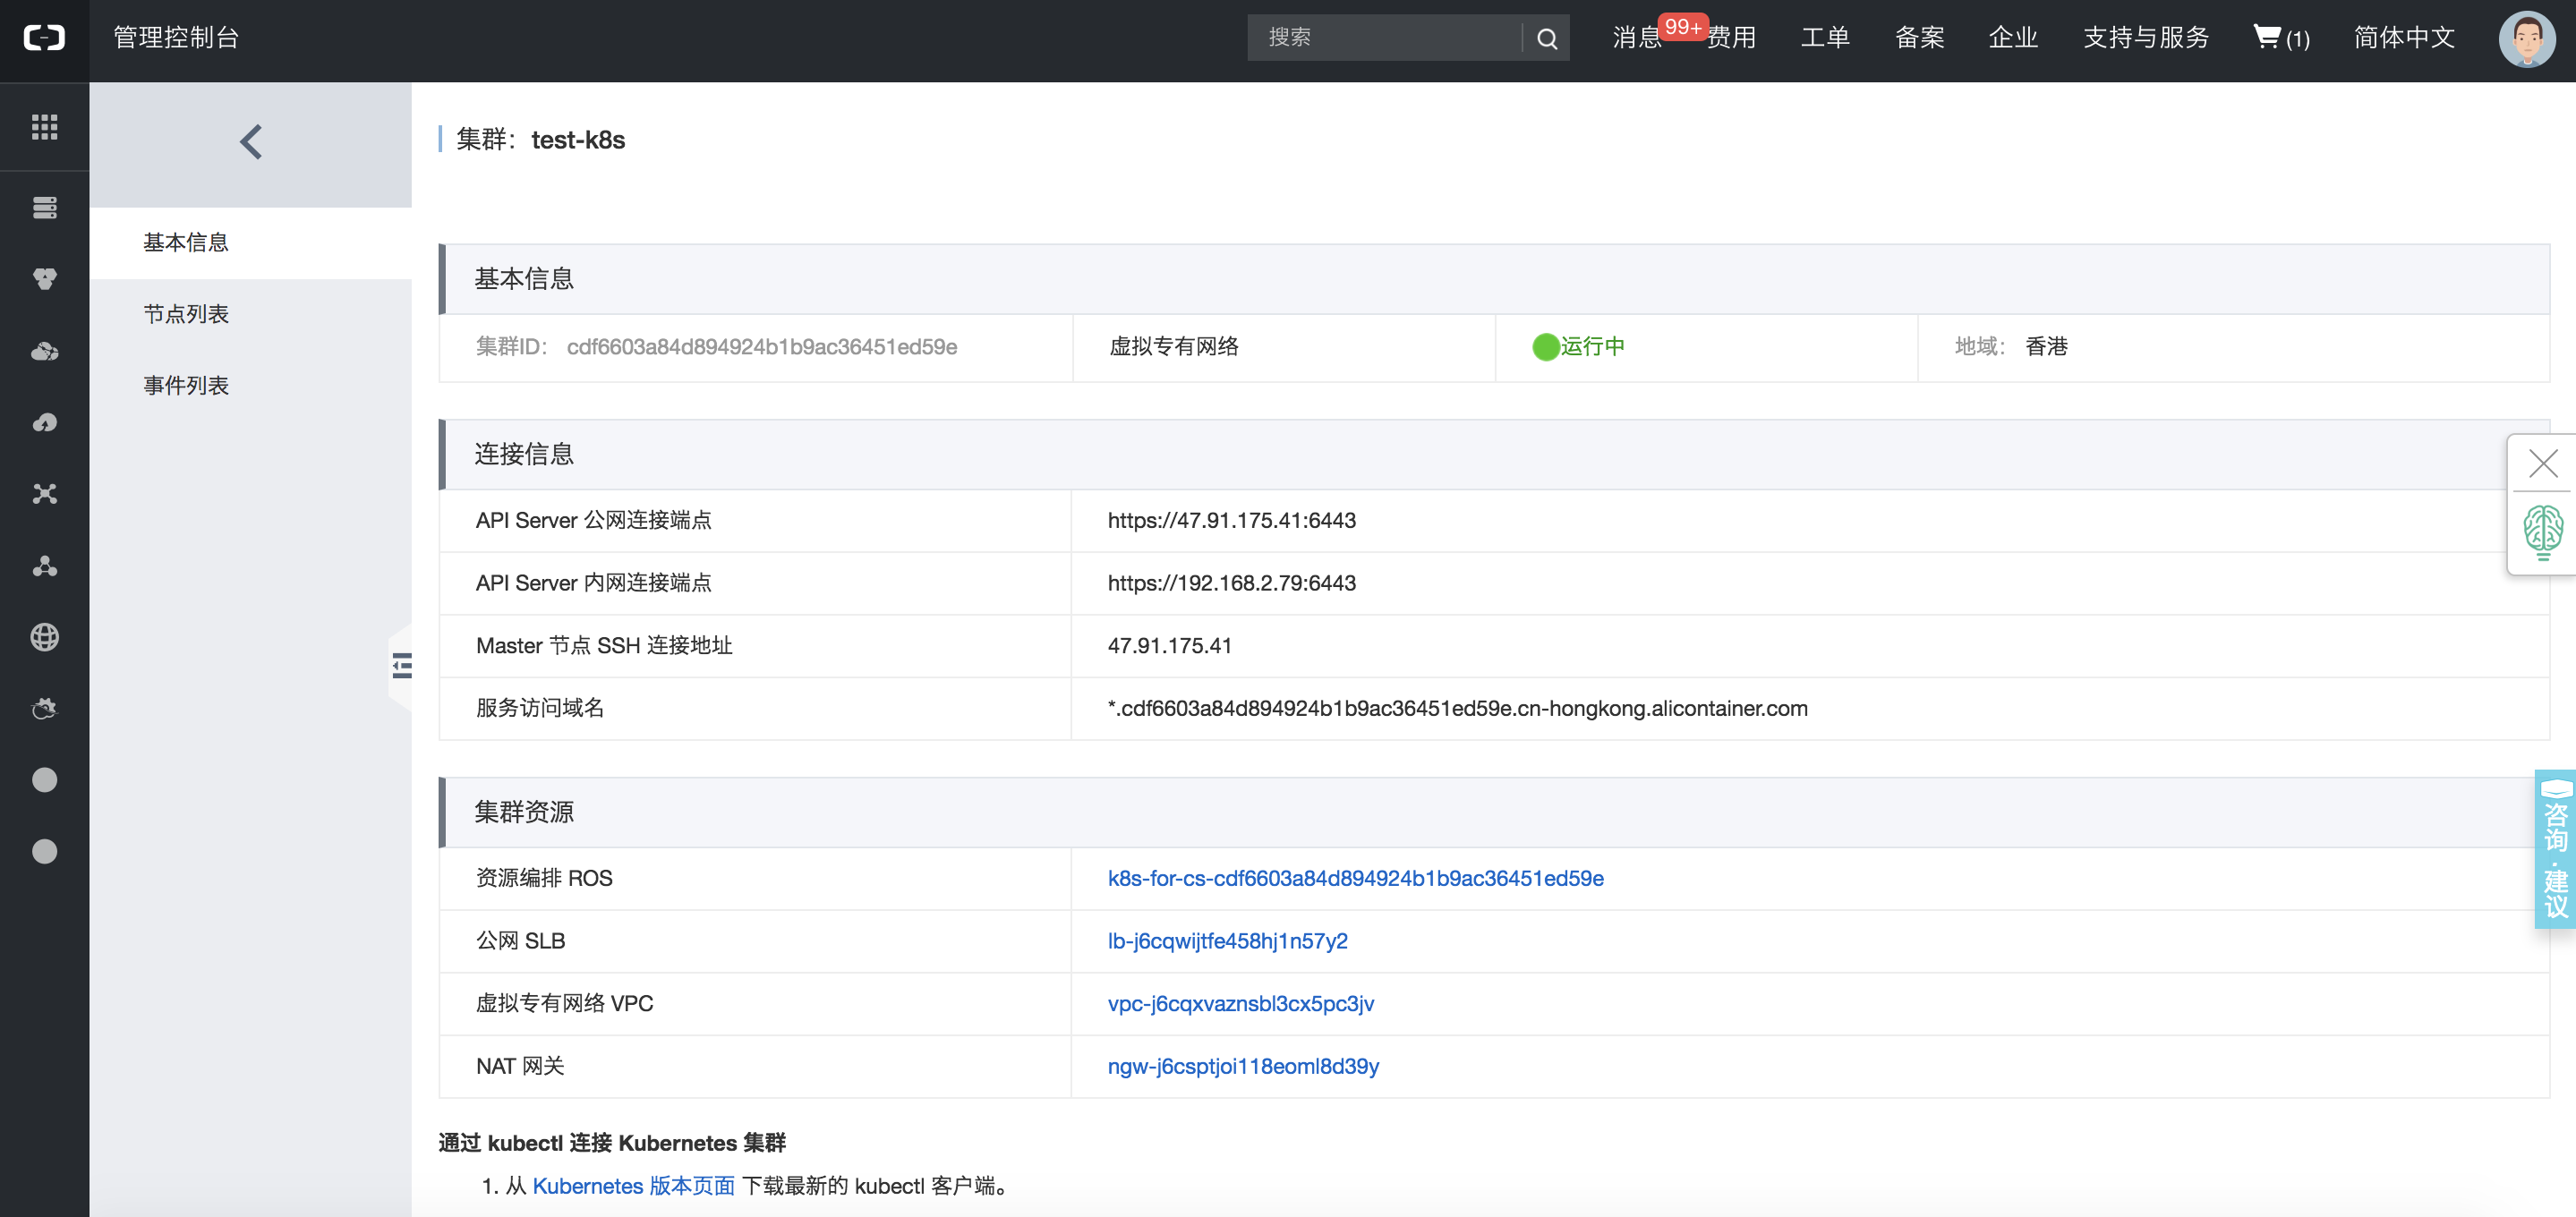 管理控制台
搜索
消息 99+ 费用 工单 备案 企业 支持与服务 (1) 简体中文
集群： test-k8s
基本信息
节点列表
事件列表
基本信息
集群ID： cdf6603a84d894924b1b9ac36451ed59e 虚拟专有网络 运行中 地域： 香港
连接信息
API Server 公网连接端点 https://47.91.175.41:6443
API Server 内网连接端点 https://192.168.2.79:6443
Master 节点 SSH 连接地址 47.91.175.41
服务访问域名 *.cdf6603a84d894924b1b9ac36451ed59e.cn-hongkong.alicontainer.com
集群资源
资源编排 ROS k8s-for-cs-cdf6603a84d894924b1b9ac36451ed59e
公网 SLB lb-j6cqwijtfe458hj1n57y2
虚拟专有网络 VPC vpc-j6cqxvaznsbl3cx5pc3jv
NAT 网关 ngw-j6csptjoi118eoml8d39y
通过 kubectl 连接 Kubernetes 集群
1. 从 Kubernetes 版本页面 下载最新的 kubectl 客户端。
咨询·建议